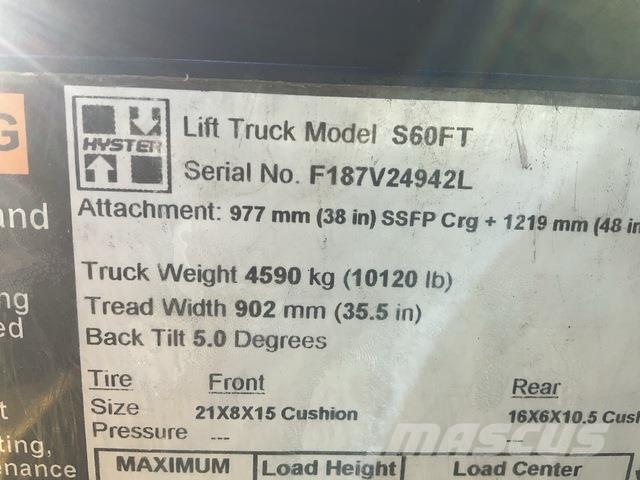 G
HYSTER
Lift Truck Model S60FT
Serial No. F187V24942L
and
Attachment: 977 mm (38 in) SSFP Crg + 1219 mm (48 in
Truck Weight 4590 kg (10120 lb)
ng
Tread Width 902 mm (35.5 in)
ed
Back Tilt 5.0 Degrees
Tire Front Rear
t
Size 21X8X15 Cushion 16X6X10.5 Cush
Pressure --- ---
ting,
enance
MAXIMUM Load Height Load Center
MASCUS